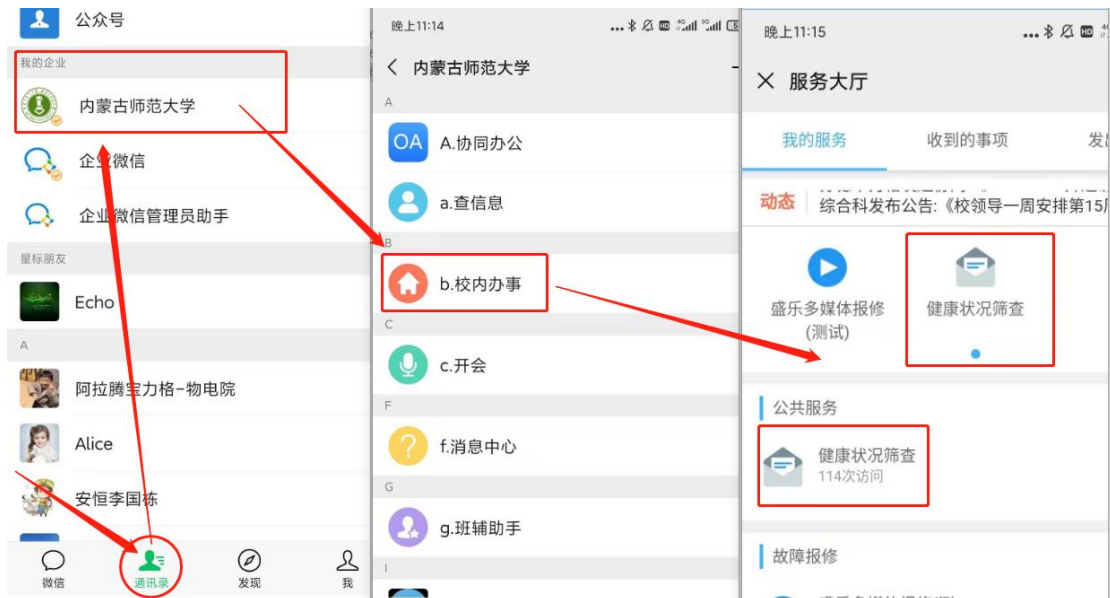 公众号
我的企业
内蒙古师范大学
企业微信
企业微信管理员助手
星标朋友
Echo
A
阿拉腾宝力格-物电院
Alice
安恒李国栋
微信
通讯录
发现
我
晚上11:14
内蒙古师范大学
A
OA
A.协同办公
a.查信息
B
b.校内办事
C
c.开会
F
f.消息中心
G
g.班辅助手
I
晚上11:15
服务大厅
我的服务
收到的事项
动态
综合科发布公告:《校领导一周安排第15
盛乐多媒体报修
(测试)
健康状况筛查
公共服务
健康状况筛查
114次访问
故障报修